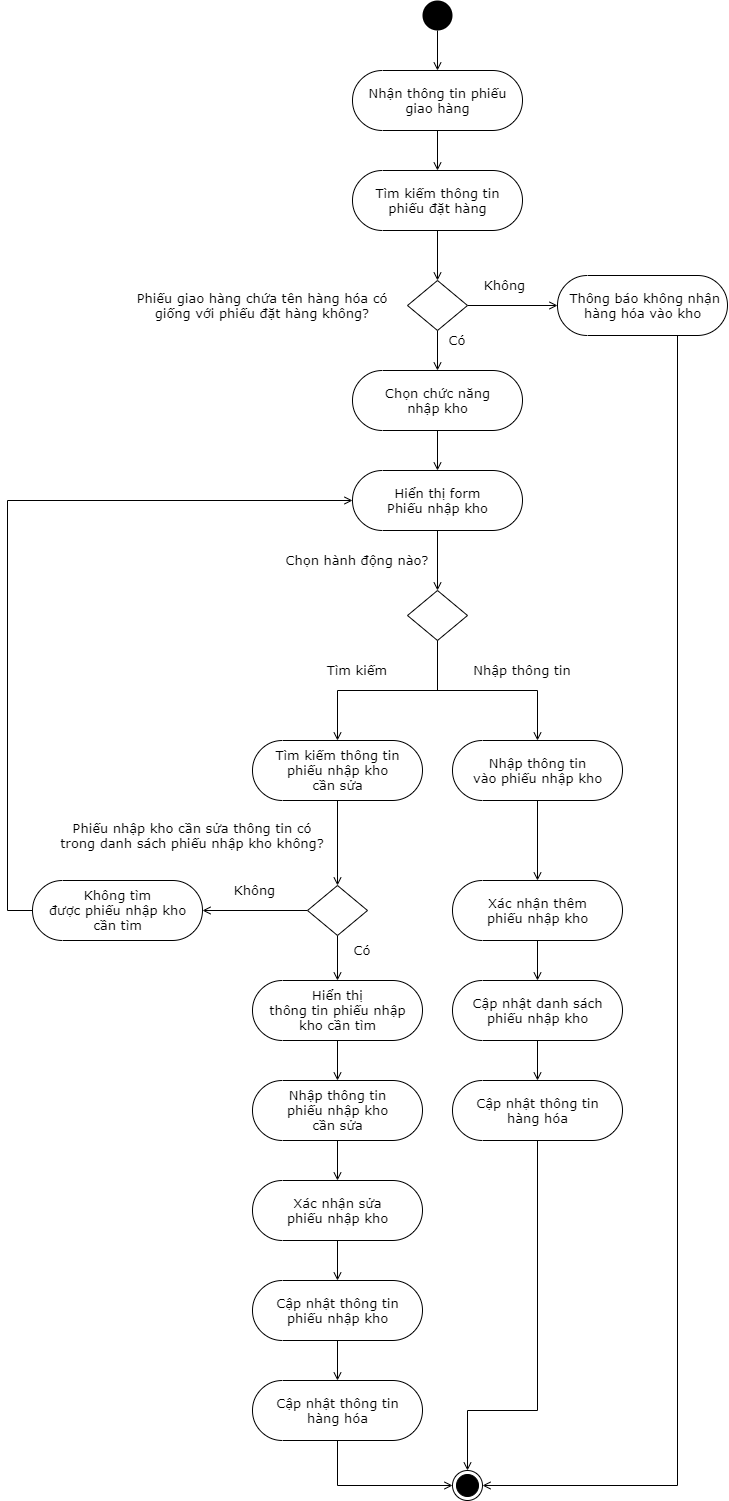 Nhận thông tin phiếu
giao hàng
Tìm kiếm thông tin
phiếu đặt hàng
Phiếu giao hàng chứa tên hàng hóa có
giống với phiếu đặt hàng không?
Không
Thông báo không nhận
hàng hóa vào kho
Có
Chọn chức năng
nhập kho
Hiển thị form
Phiếu nhập kho
Chọn hành động nào?
Tìm kiếm
Nhập thông tin
Tìm kiếm thông tin
phiếu nhập kho
cần sửa
Nhập thông tin
vào phiếu nhập kho
Phiếu nhập kho cần sửa thông tin có
trong danh sách phiếu nhập kho không?
Không
Không tìm
được phiếu nhập kho
cần tìm
Xác nhận thêm
phiếu nhập kho
Có
Hiển thị
thông tin phiếu nhập
kho cần tìm
Cập nhật danh sách
phiếu nhập kho
Nhập thông tin
phiếu nhập kho
cần sửa
Cập nhật thông tin
hàng hóa
Xác nhận sửa
phiếu nhập kho
Cập nhật thông tin
phiếu nhập kho
Cập nhật thông tin
hàng hóa